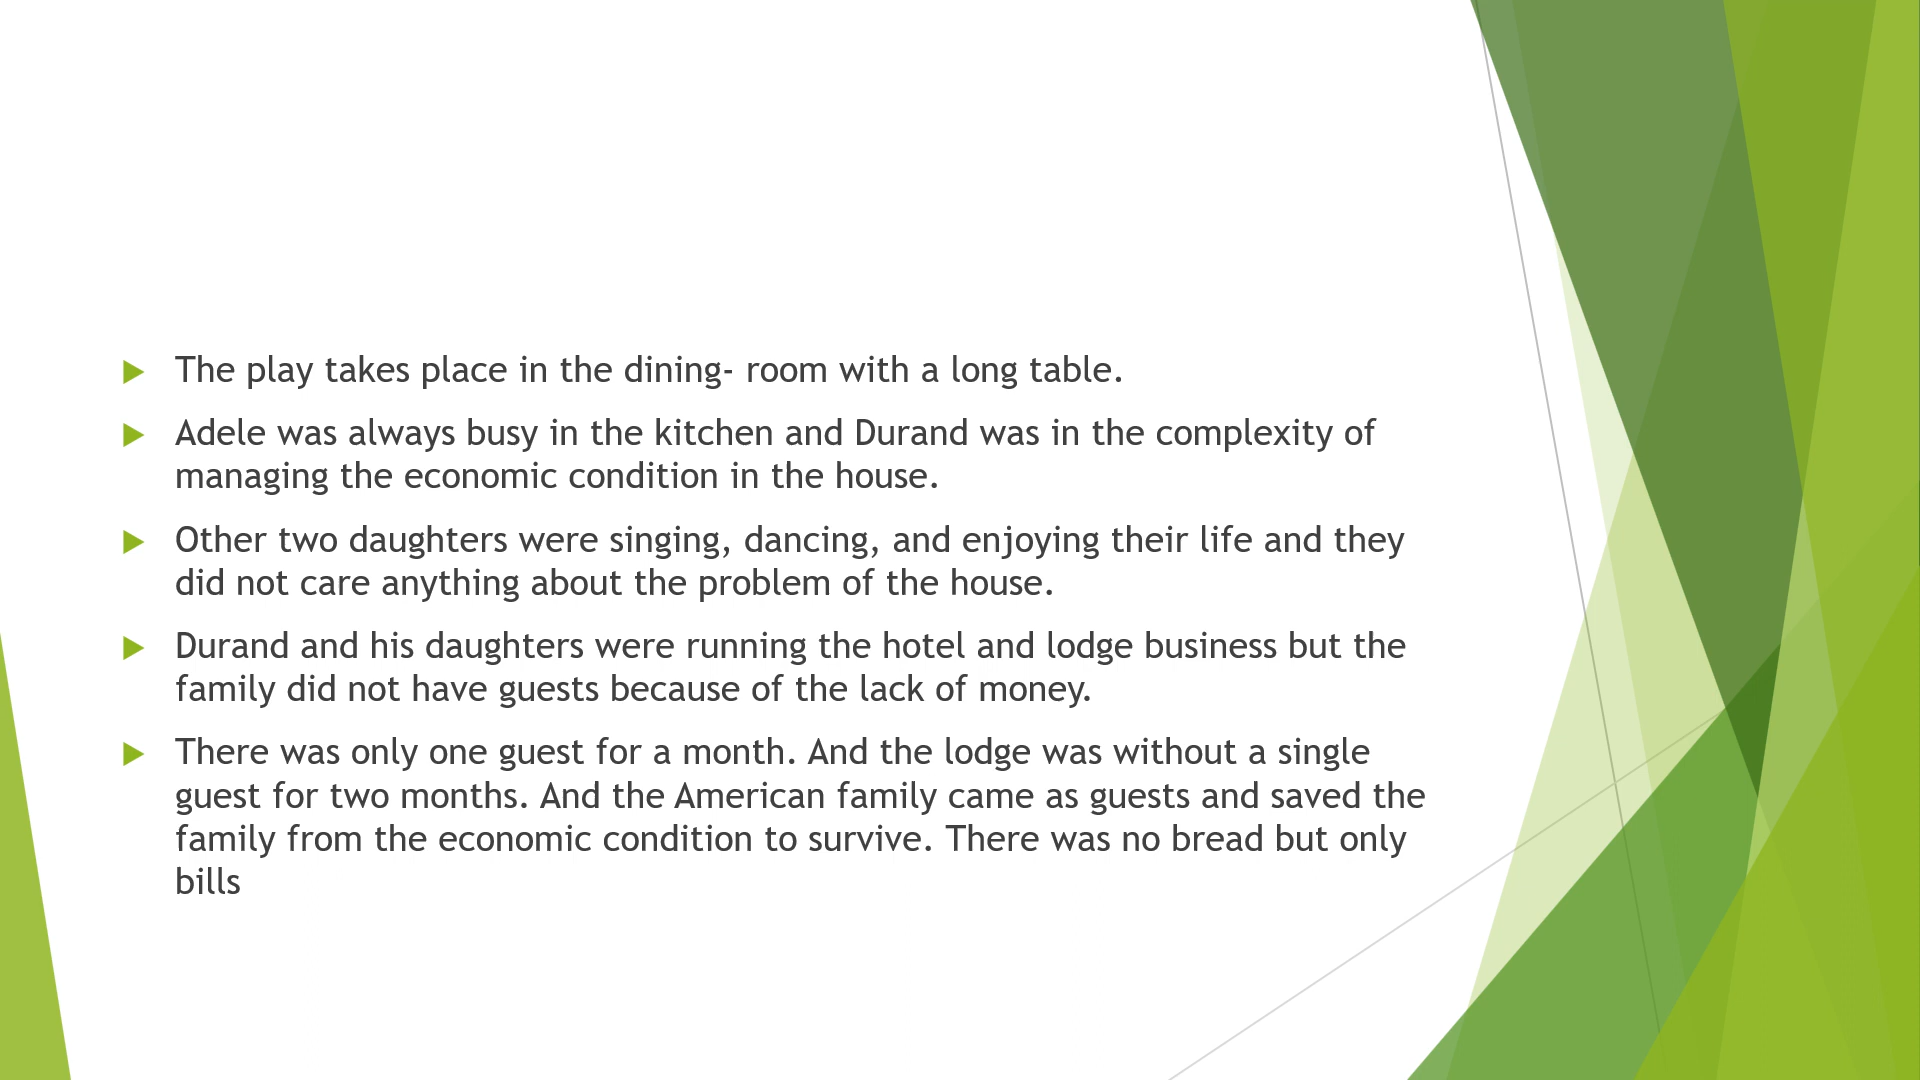 The play takes place in the dining- room with a long table.
Adele was always busy in the kitchen and Durand was in the complexity of
managing the economic condition in the house.
Other two daughters were singing, dancing, and enjoying their life and they
did not care anything about the problem of the house.
Durand and his daughters were running the hotel and lodge business but the
family did not have guests because of the lack of money.
There was only one guest for a month. And the lodge was without a single
guest for two months. And the American family came as guests and saved the
family from the economic condition to survive. There was no bread but only
bills